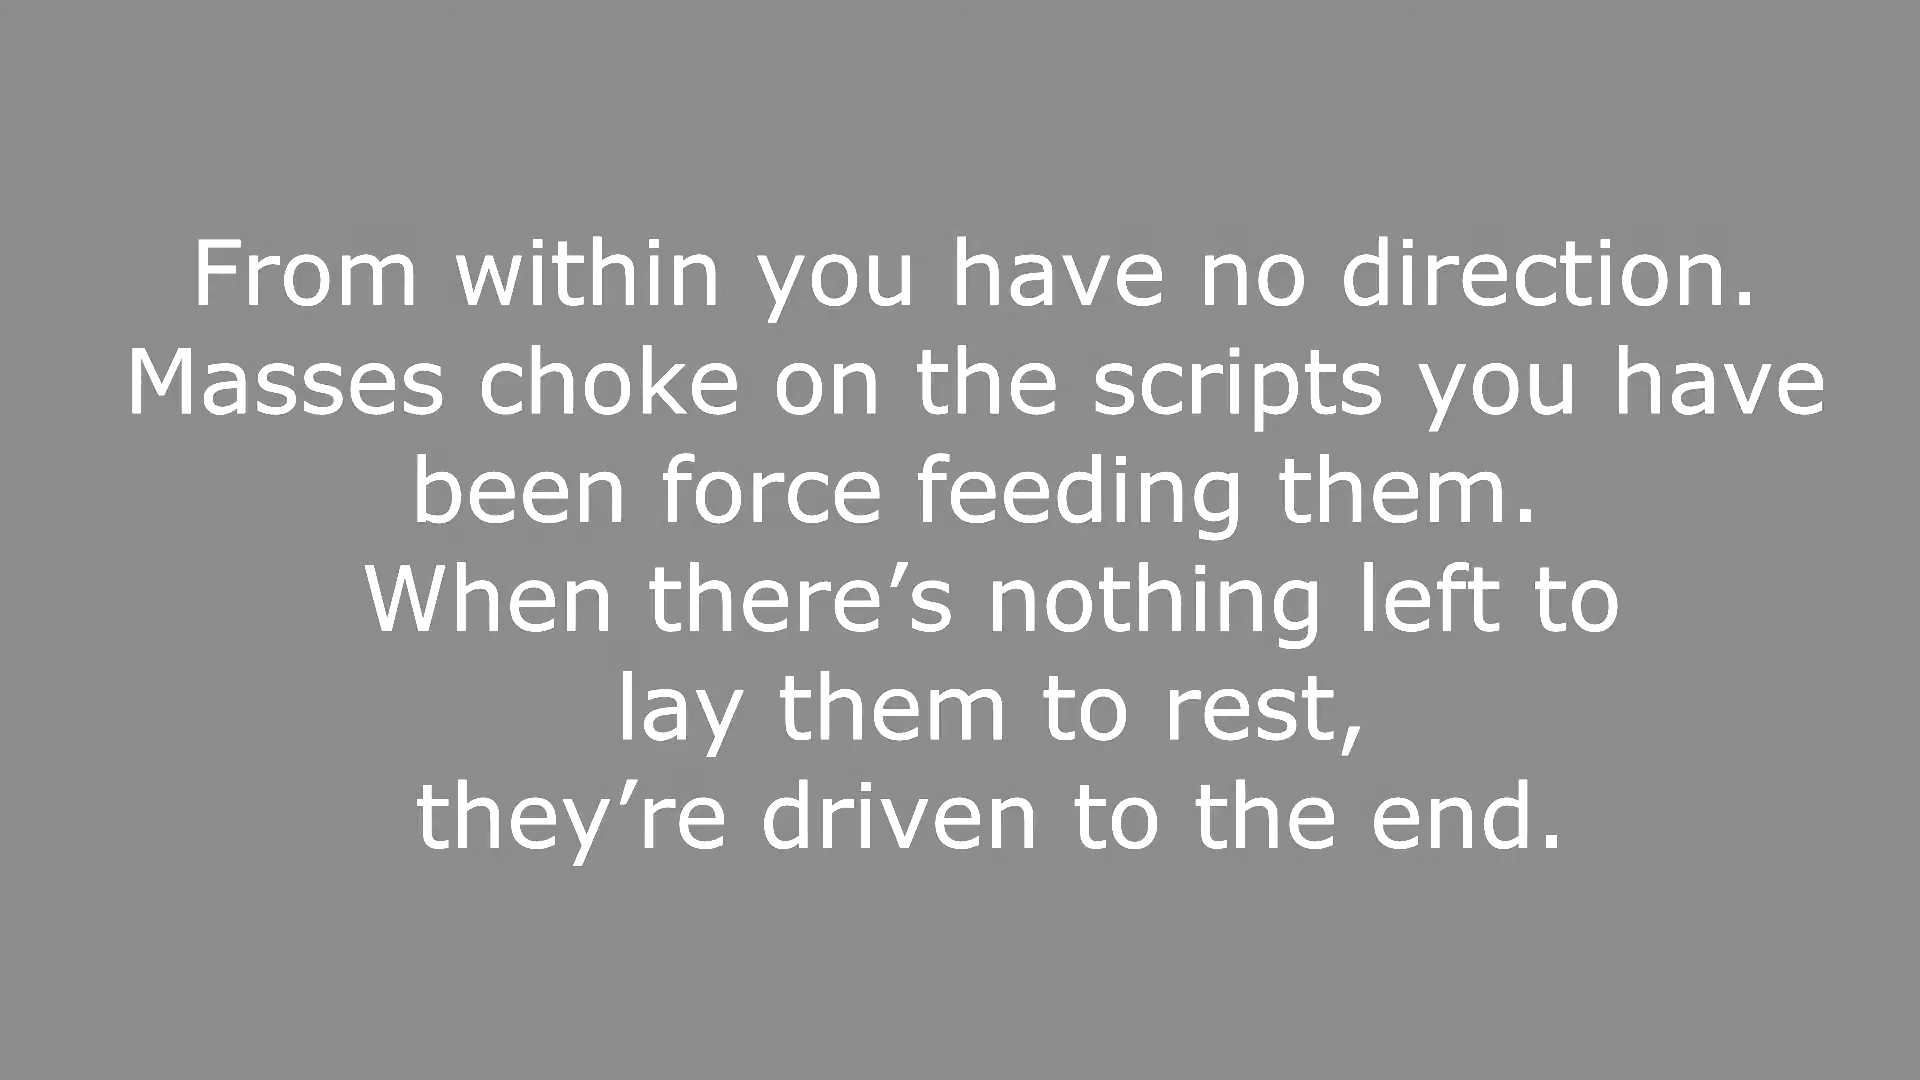 From within you have no direction.
Masses choke on the scripts you have
been force feeding them.
When there’s nothing left to
lay them to rest,
they’re driven to the end.